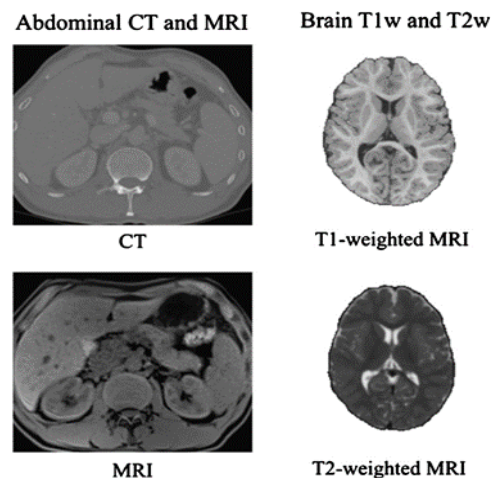 Abdominal CT and MRI
Brain T1w and T2w
CT
T1-weighted MRI
MRI
T2-weighted MRI